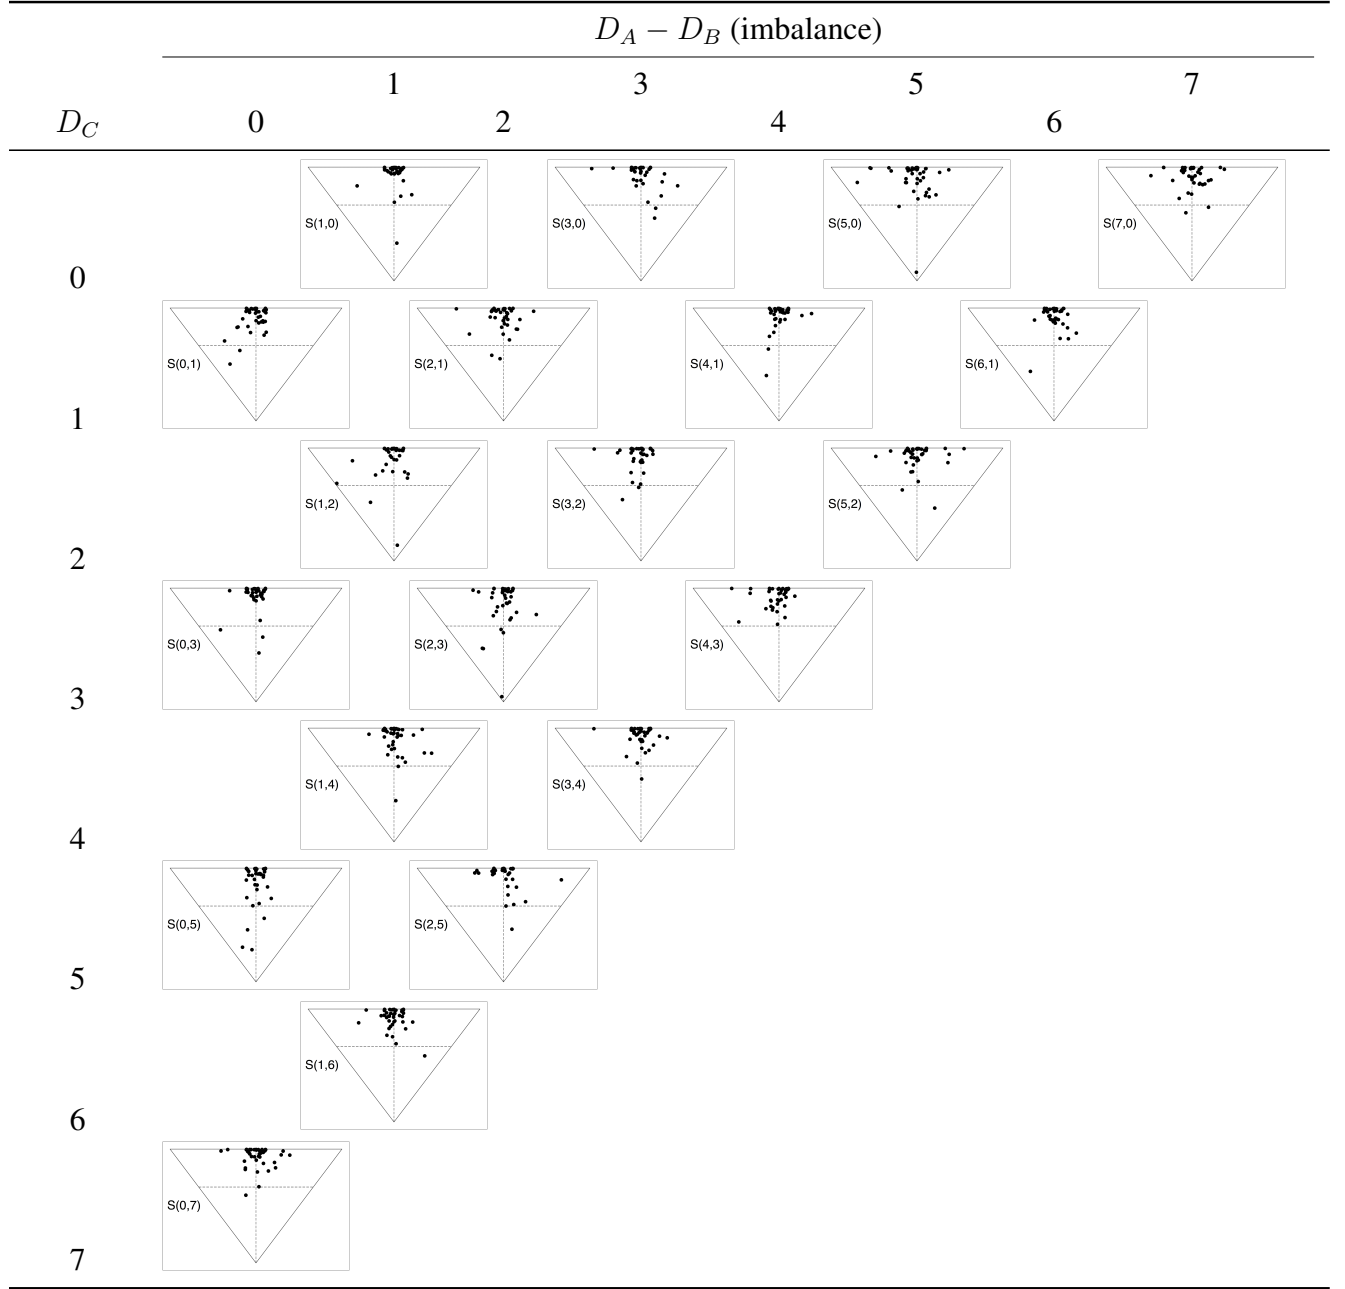 D_A − D_B (imbalance)
1 3 5 7
D_C 0 2 4 6
S(1,0) S(3,0) S(5,0) S(7,0)
0
S(0,1) S(2,1) S(4,1) S(6,1)
1
S(1,2) S(3,2) S(5,2)
2
S(0,3) S(2,3) S(4,3)
3
S(1,4) S(3,4)
4
S(0,5) S(2,5)
5
S(1,6)
6
S(0,7)
7